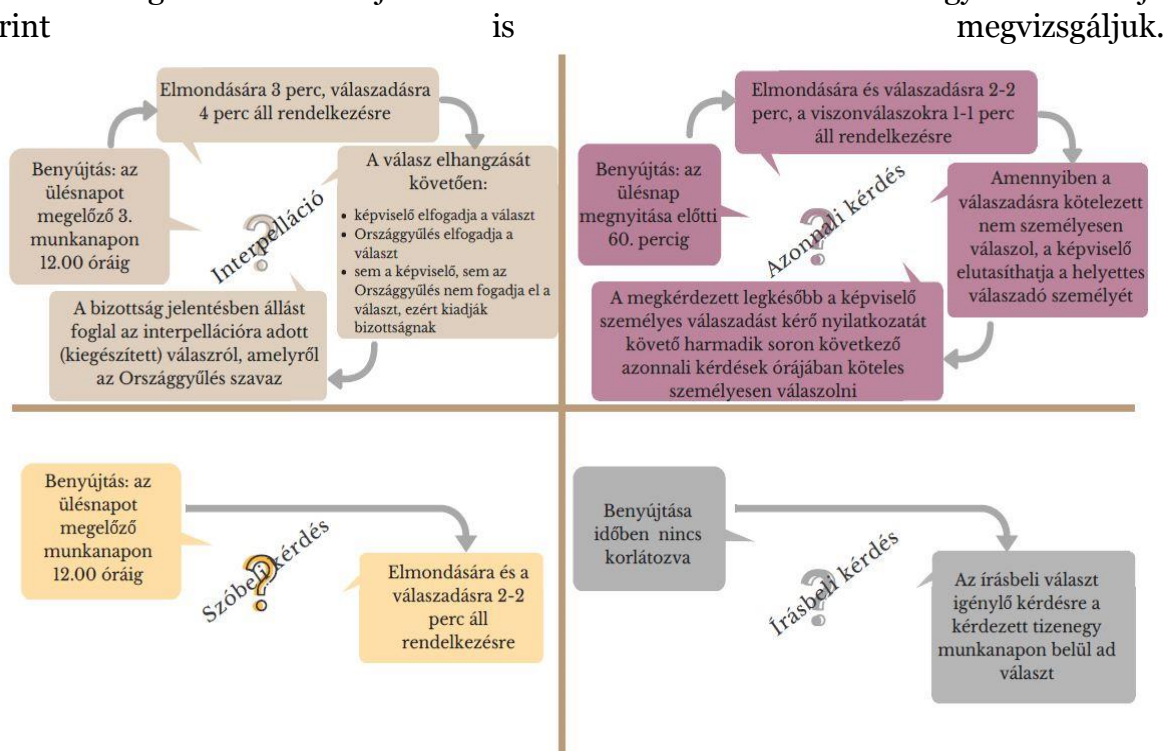 rint is megvizsgáljuk.
Elmondására 3 perc, válaszadásra
4 perc áll rendelkezésre
Benyújtás: az
ülésnapot
megelőző 3.
munkanapon
12.00 óráig
Interpelláció
A válasz elhangzását
követően:
• képviselő elfogadja a választ
• Országgyűlés elfogadja a
választ
• sem a képviselő, sem az
Országgyűlés nem fogadja el a
választ, ezért kiadják
bizottságnak
A bizottság jelentésben állást
foglal az interpellációra adott
(kiegészített) válaszról, amelyről
az Országgyűlés szavaz
Elmondására és válaszadásra 2-2
perc, a viszonválaszokra 1-1 perc
áll rendelkezésre
Benyújtás: az
ülésnap
megnyitása előtti
60. percig
Azonnali kérdés
Amennyiben a
válaszadásra kötelezett
nem személyesen
válaszol, a képviselő
elutasíthatja a helyettes
válaszadó személyét
A megkérdezett legkésőbb a képviselő
személyes válaszadást kérő nyilatkozatát
követő harmadik soron következő
azonnali kérdések órájában köteles
személyesen válaszolni
Benyújtás: az
ülésnapot
megelőző
munkanapon
12.00 óráig
Szóbeli kérdés
Elmondására és a
válaszadásra 2-2
perc áll
rendelkezésre
Benyújtása
időben nincs
korlátozva
Írásbeli kérdés
Az írásbeli választ
igénylő kérdésre a
kérdezett tizenegy
munkanapon belül ad
választ